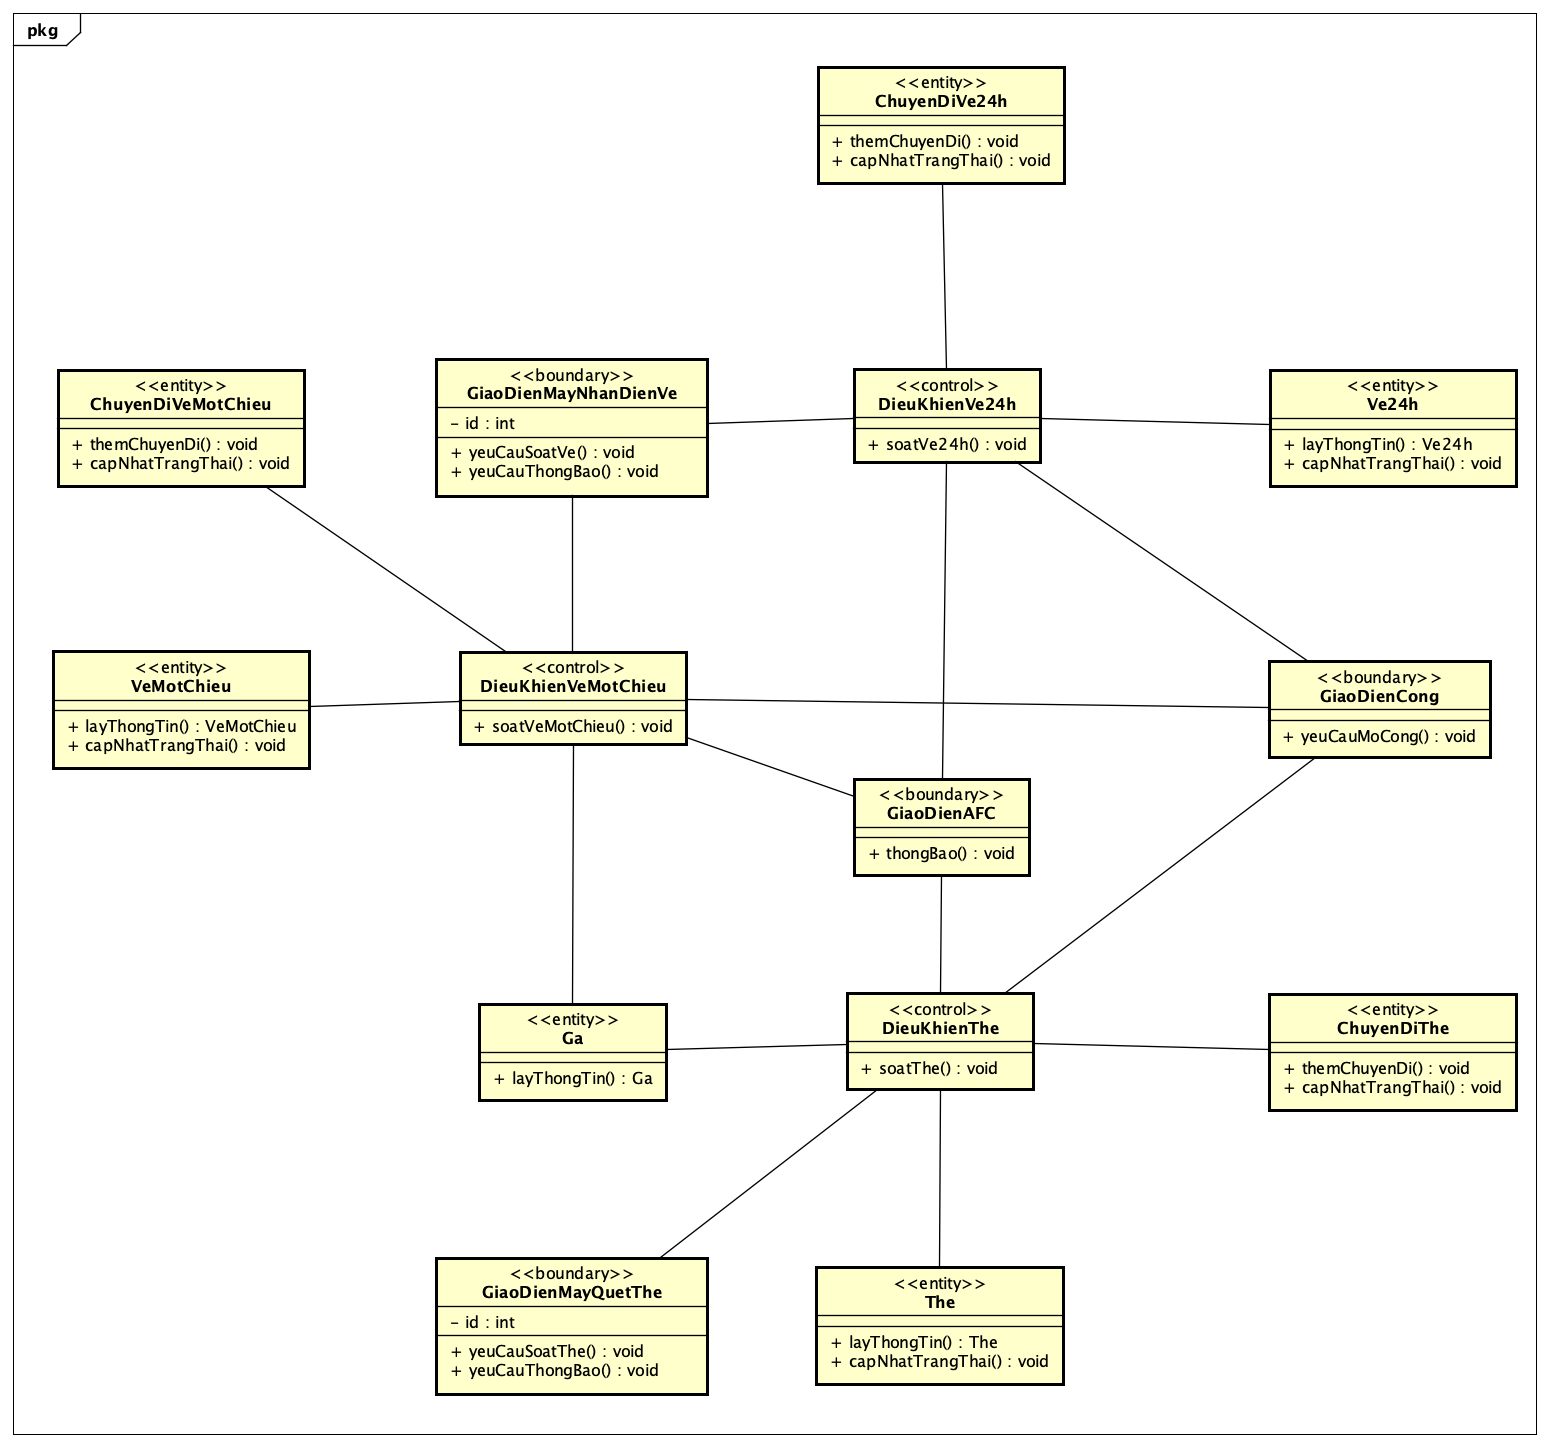 pkg
<<entity>>
ChuyenDiVe24h
+ themChuyenDi() : void
+ capNhatTrangThai() : void
<<entity>>
ChuyenDiVeMotChieu
+ themChuyenDi() : void
+ capNhatTrangThai() : void
<<boundary>>
GiaoDienMayNhanDienVe
- id : int
+ yeuCauSoatVe() : void
+ yeuCauThongBao() : void
<<control>>
DieuKhienVe24h
+ soatVe24h() : void
<<entity>>
Ve24h
+ layThongTin() : Ve24h
+ capNhatTrangThai() : void
<<entity>>
VeMotChieu
+ layThongTin() : VeMotChieu
+ capNhatTrangThai() : void
<<control>>
DieuKhienVeMotChieu
+ soatVeMotChieu() : void
<<boundary>>
GiaoDienCong
+ yeuCauMoCong() : void
<<boundary>>
GiaoDienAFC
+ thongBao() : void
<<entity>>
Ga
+ layThongTin() : Ga
<<control>>
DieuKhienThe
+ soatThe() : void
<<entity>>
ChuyenDiThe
+ themChuyenDi() : void
+ capNhatTrangThai() : void
<<boundary>>
GiaoDienMayQuetThe
- id : int
+ yeuCauSoatThe() : void
+ yeuCauThongBao() : void
<<entity>>
The
+ layThongTin() : The
+ capNhatTrangThai() : void